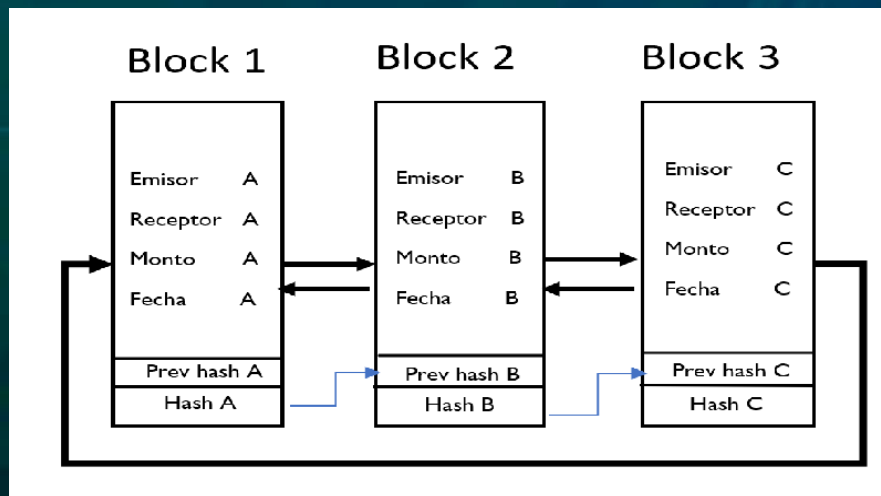 Block 1
Emisor A
Receptor A
Monto A
Fecha A
Prev hash A
Hash A
Block 2
Emisor B
Receptor B
Monto B
Fecha B
Prev hash B
Hash B
Block 3
Emisor C
Receptor C
Monto C
Fecha C
Prev hash C
Hash C